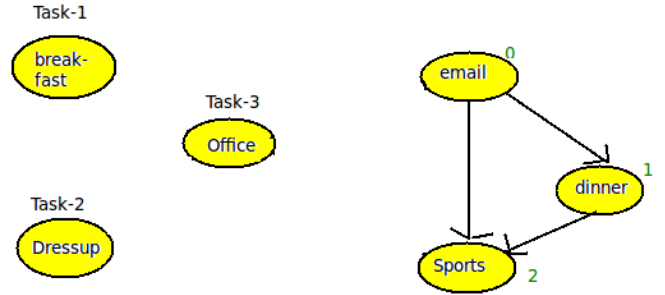 Task-1
break-
fast
Task-3
Office
Task-2
Dressup
0
email
1
dinner
Sports
2